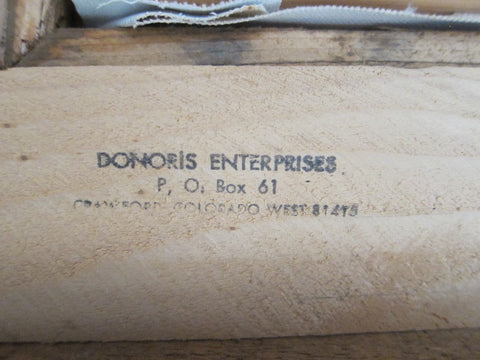 DONORIS ENTERPRISES
P. O. Box 61
CRAWFORD, COLORADO WEST 81415